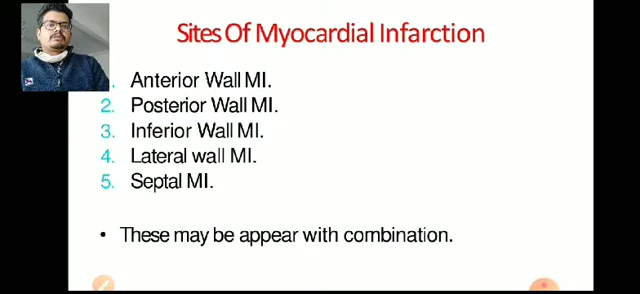 Sites Of Myocardial Infarction
1. Anterior Wall MI.
2. Posterior Wall MI.
3. Inferior Wall MI.
4. Lateral wall MI.
5. Septal MI.
• These may be appear with combination.